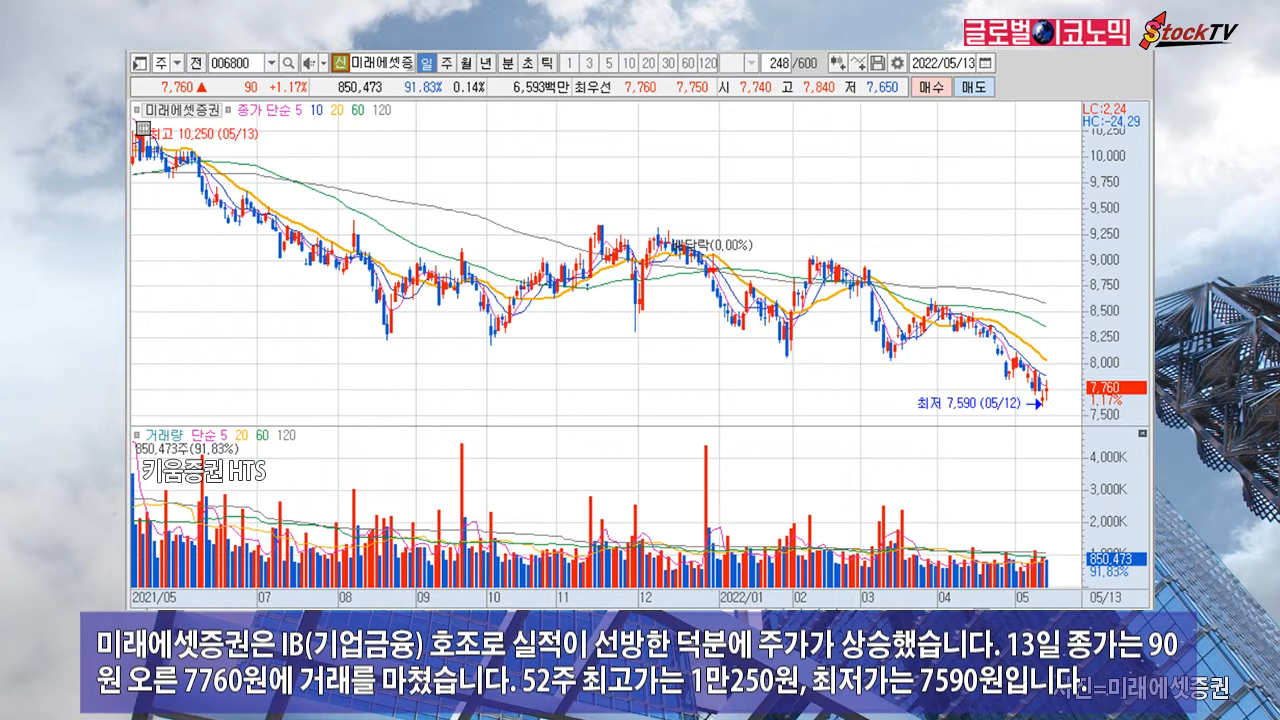 글로벌이코노믹 StockTV
주 전 006800 신 미래에셋증 일 주 월 년 분 초 틱 1 3 5 10 20 30 60 120 248 /600 2022/05/13
7,760 ▲ 90 +1.17% 850,473 91.83% 0.14% 6,593백만 최우선 7,760 7,750 시 7,740 고 7,840 저 7,650 매수 매도
미래에셋증권 종가 단순 5 10 20 60 120
LC:2.24
HC:-24.29
최고 10,250 (05/13)
10,250
10,000
9,750
9,500
9,250
배당락(0.00%)
9,000
8,750
8,500
8,250
8,000
7,760
1.17%
최저 7,590 (05/12)
7,500
거래량 단순 5 20 60 120
850,473주(91.83%)
키움증권 HTS
4,000K
3,000K
2,000K
850,473
91.83%
2021/05 07 08 09 10 11 12 2022/01 02 03 04 05 05/13
미래에셋증권은 IB(기업금융) 호조로 실적이 선방한 덕분에 주가가 상승했습니다. 13일 종가는 90
원 오른 7760원에 거래를 마쳤습니다. 52주 최고가는 1만250원, 최저가는 7590원입니다.
사진=미래에셋증권